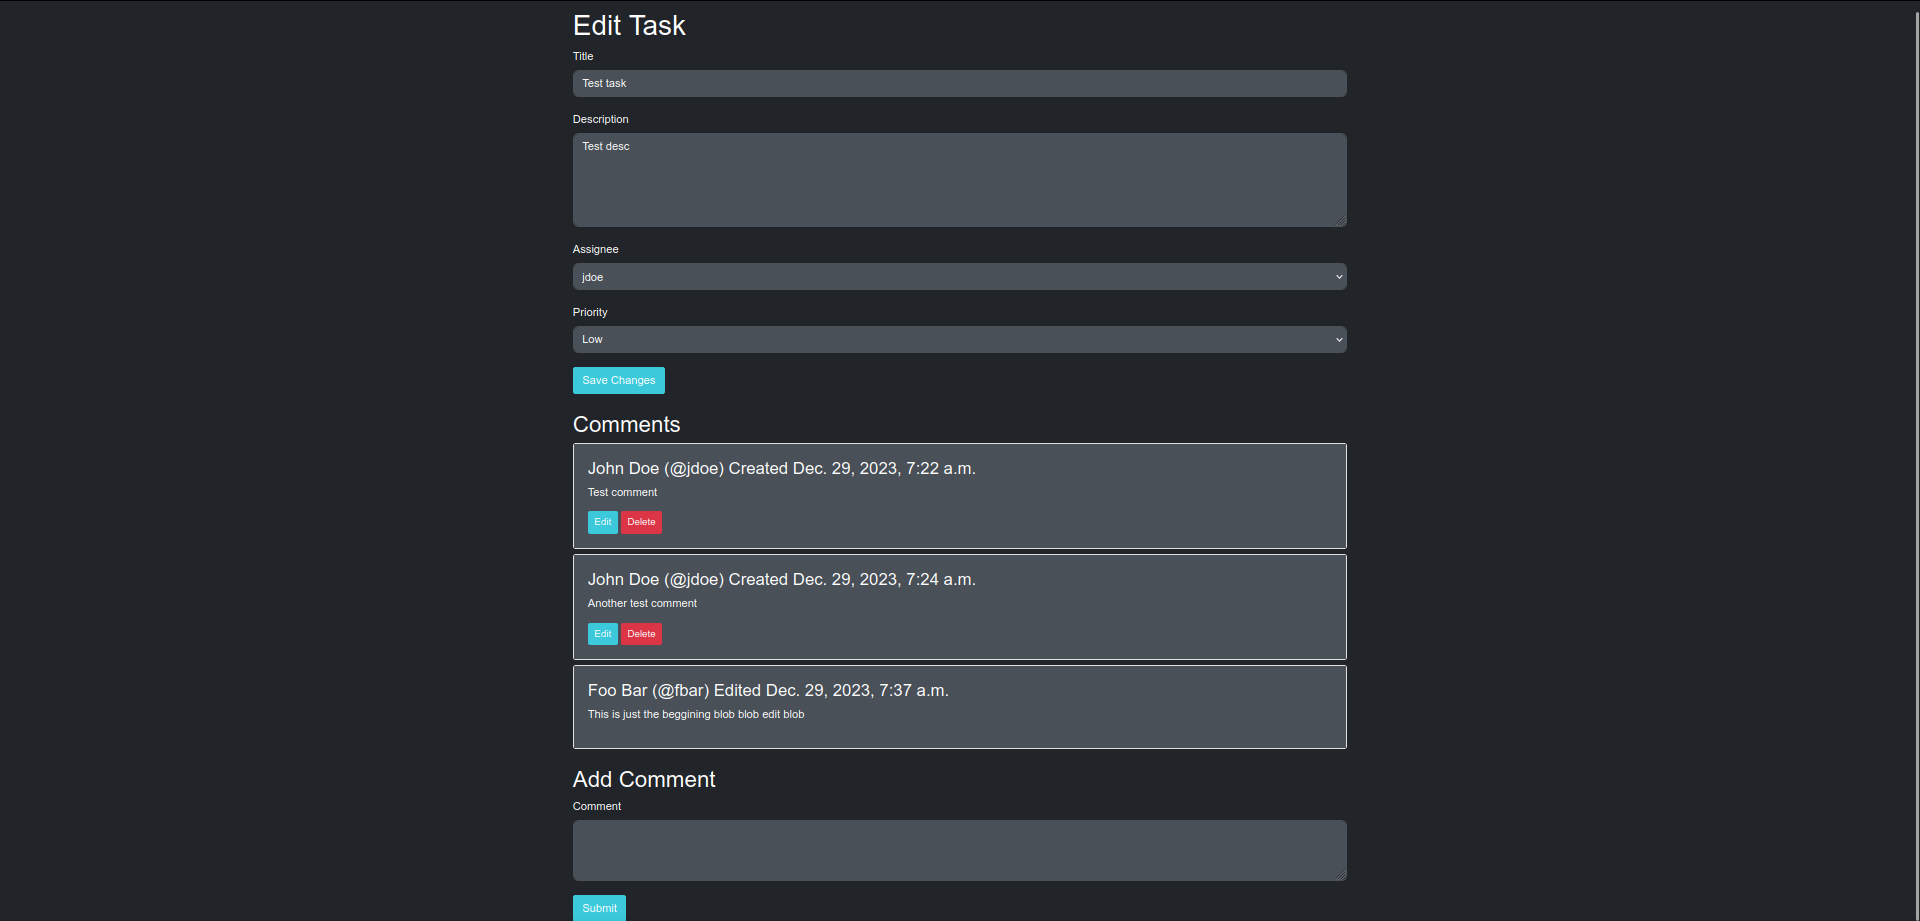 Edit Task
Title
Test task
Description
Test desc
Assignee
jdoe
Priority
Low
Save Changes
Comments
John Doe (@jdoe) Created Dec. 29, 2023, 7:22 a.m.
Test comment
Edit Delete
John Doe (@jdoe) Created Dec. 29, 2023, 7:24 a.m.
Another test comment
Edit Delete
Foo Bar (@fbar) Edited Dec. 29, 2023, 7:37 a.m.
This is just the beggining blob blob edit blob
Add Comment
Comment
Submit